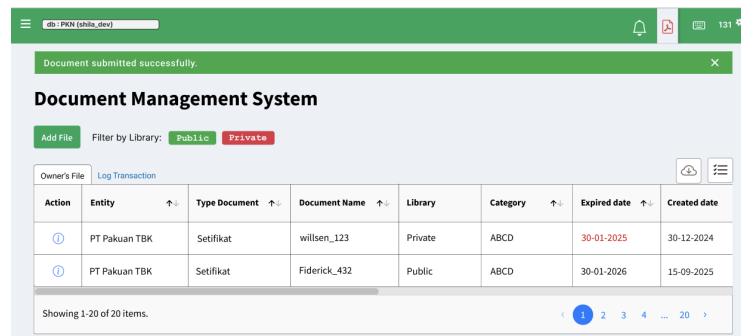 db : PKN (shila_dev) 131
Document submitted successfully. ×
Document Management System
Add File Filter by Library: Public Private
Owner's File Log Transaction
Action Entity ↑↓ Type Document ↑↓ Document Name ↑↓ Library Category ↑↓ Expired date ↑↓ Created date
PT Pakuan TBK Setifikat willsen_123 Private ABCD 30-01-2025 30-12-2024
PT Pakuan TBK Setifikat Fiderick_432 Public ABCD 30-01-2026 15-09-2025
Showing 1-20 of 20 items. ‹ 1 2 3 4 ... 20 ›